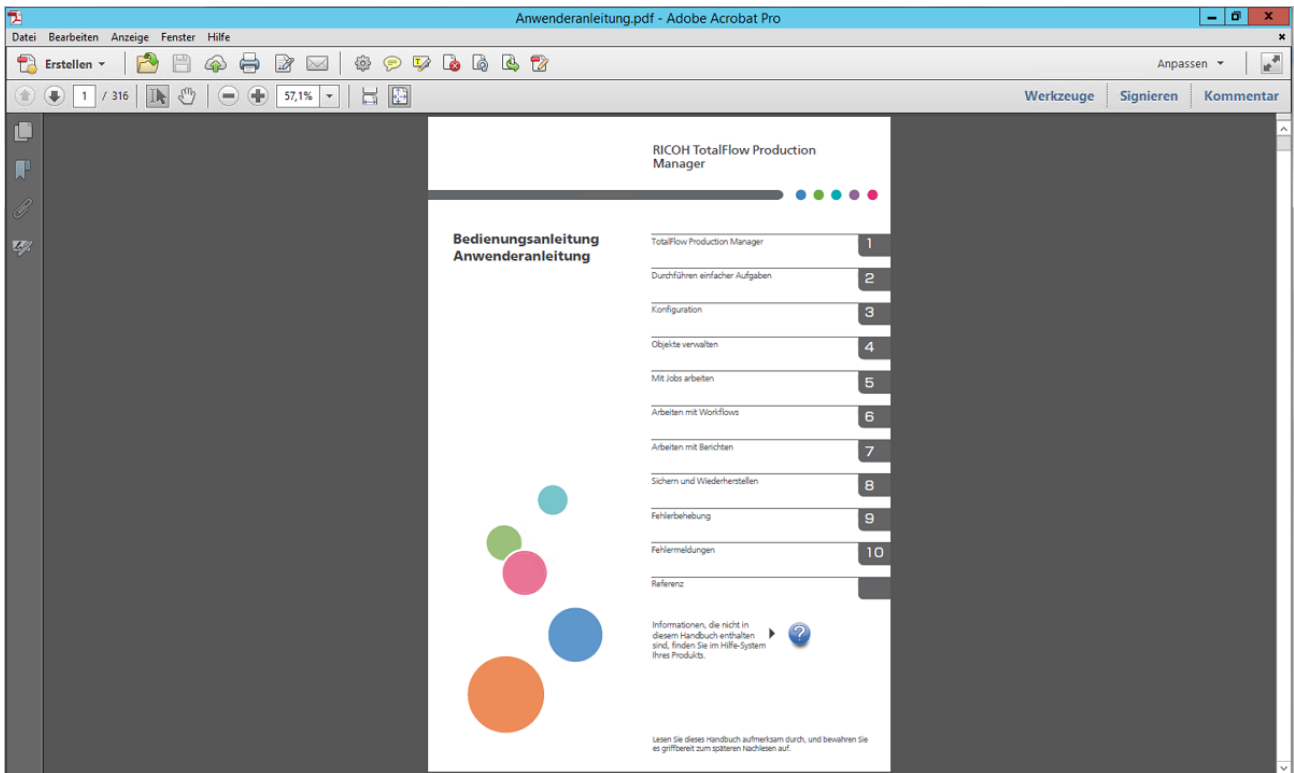 Anwenderanleitung.pdf - Adobe Acrobat Pro
Datei Bearbeiten Anzeige Fenster Hilfe
Erstellen
Anpassen
1 / 316
57,1%
Werkzeuge Signieren Kommentar
RICOH TotalFlow Production
Manager
Bedienungsanleitung
Anwenderanleitung
TotalFlow Production Manager 1
Durchführen einfacher Aufgaben 2
Konfiguration 3
Objekte verwalten 4
Mit Jobs arbeiten 5
Arbeiten mit Workflows 6
Arbeiten mit Berichten 7
Sichern und Wiederherstellen 8
Fehlerbehebung 9
Fehlermeldungen 10
Referenz
Informationen, die nicht in
diesem Handbuch enthalten
sind, finden Sie im Hilfe-System
Ihres Produkts.
?
Lesen Sie dieses Handbuch aufmerksam durch, und bewahren Sie
es griffbereit zum späteren Nachlesen auf.